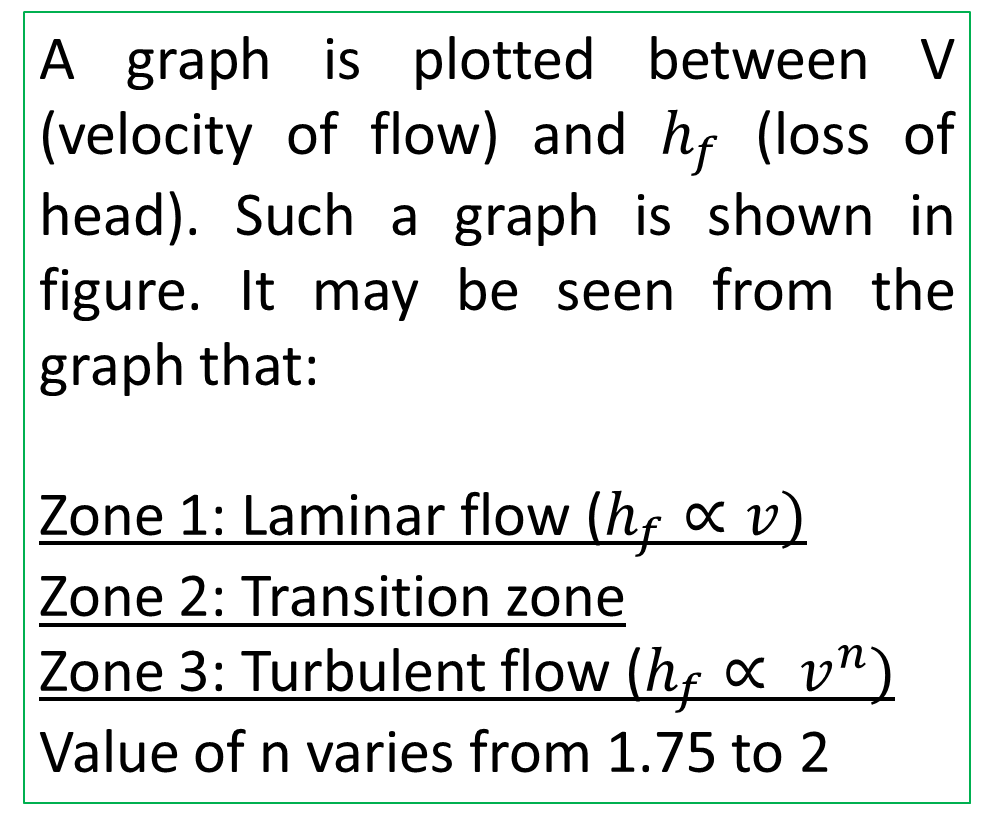 A graph is plotted between V
(velocity of flow) and h_f (loss of
head). Such a graph is shown in
figure. It may be seen from the
graph that:
Zone 1: Laminar flow (h_f ∝ v)
Zone 2: Transition zone
Zone 3: Turbulent flow (h_f ∝ v^n)
Value of n varies from 1.75 to 2